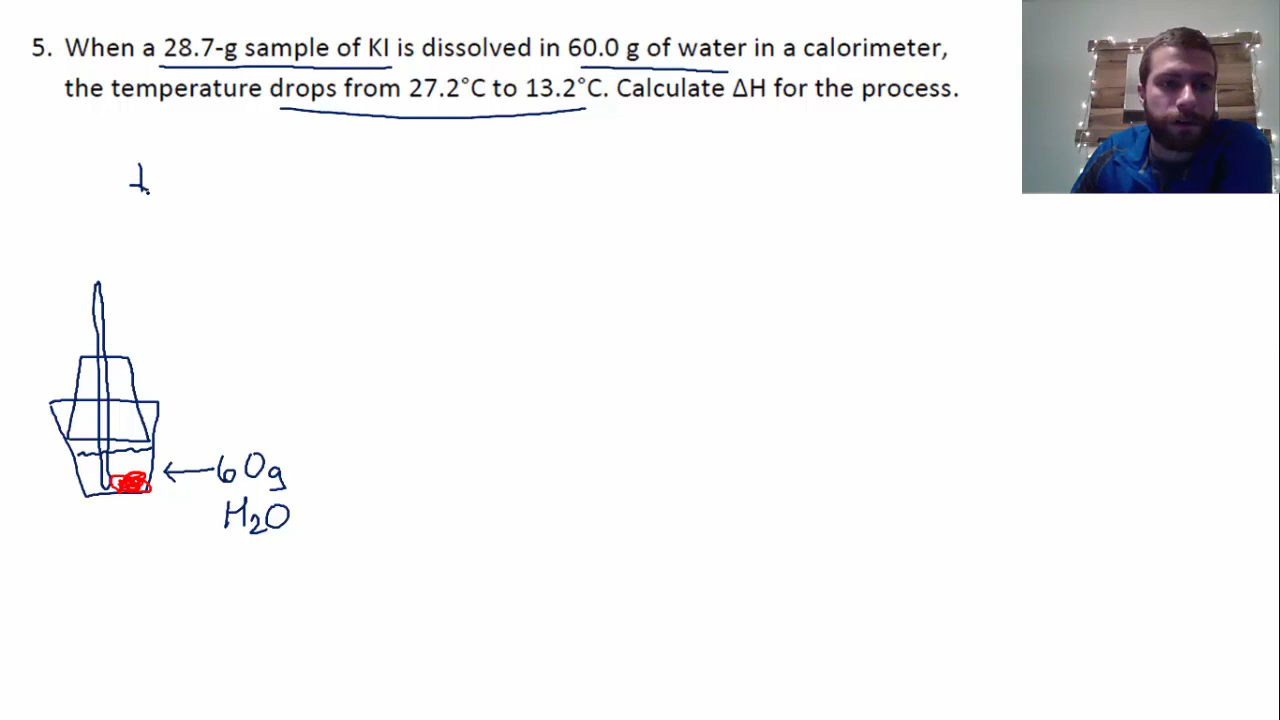 5. When a 28.7-g sample of KI is dissolved in 60.0 g of water in a calorimeter,
the temperature drops from 27.2°C to 13.2°C. Calculate ΔH for the process.
60g
H₂O